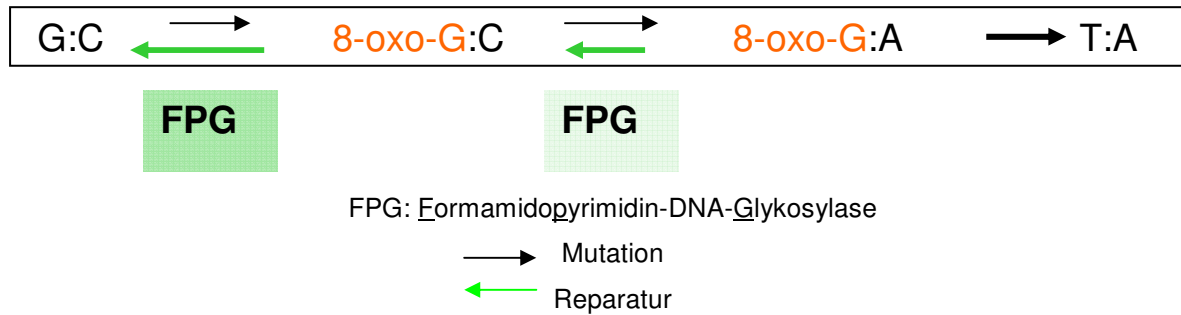 G:C 8-oxo-G:C 8-oxo-G:A T:A
FPG FPG
FPG: Formamidopyrimidin-DNA-Glykosylase
Mutation
Reparatur